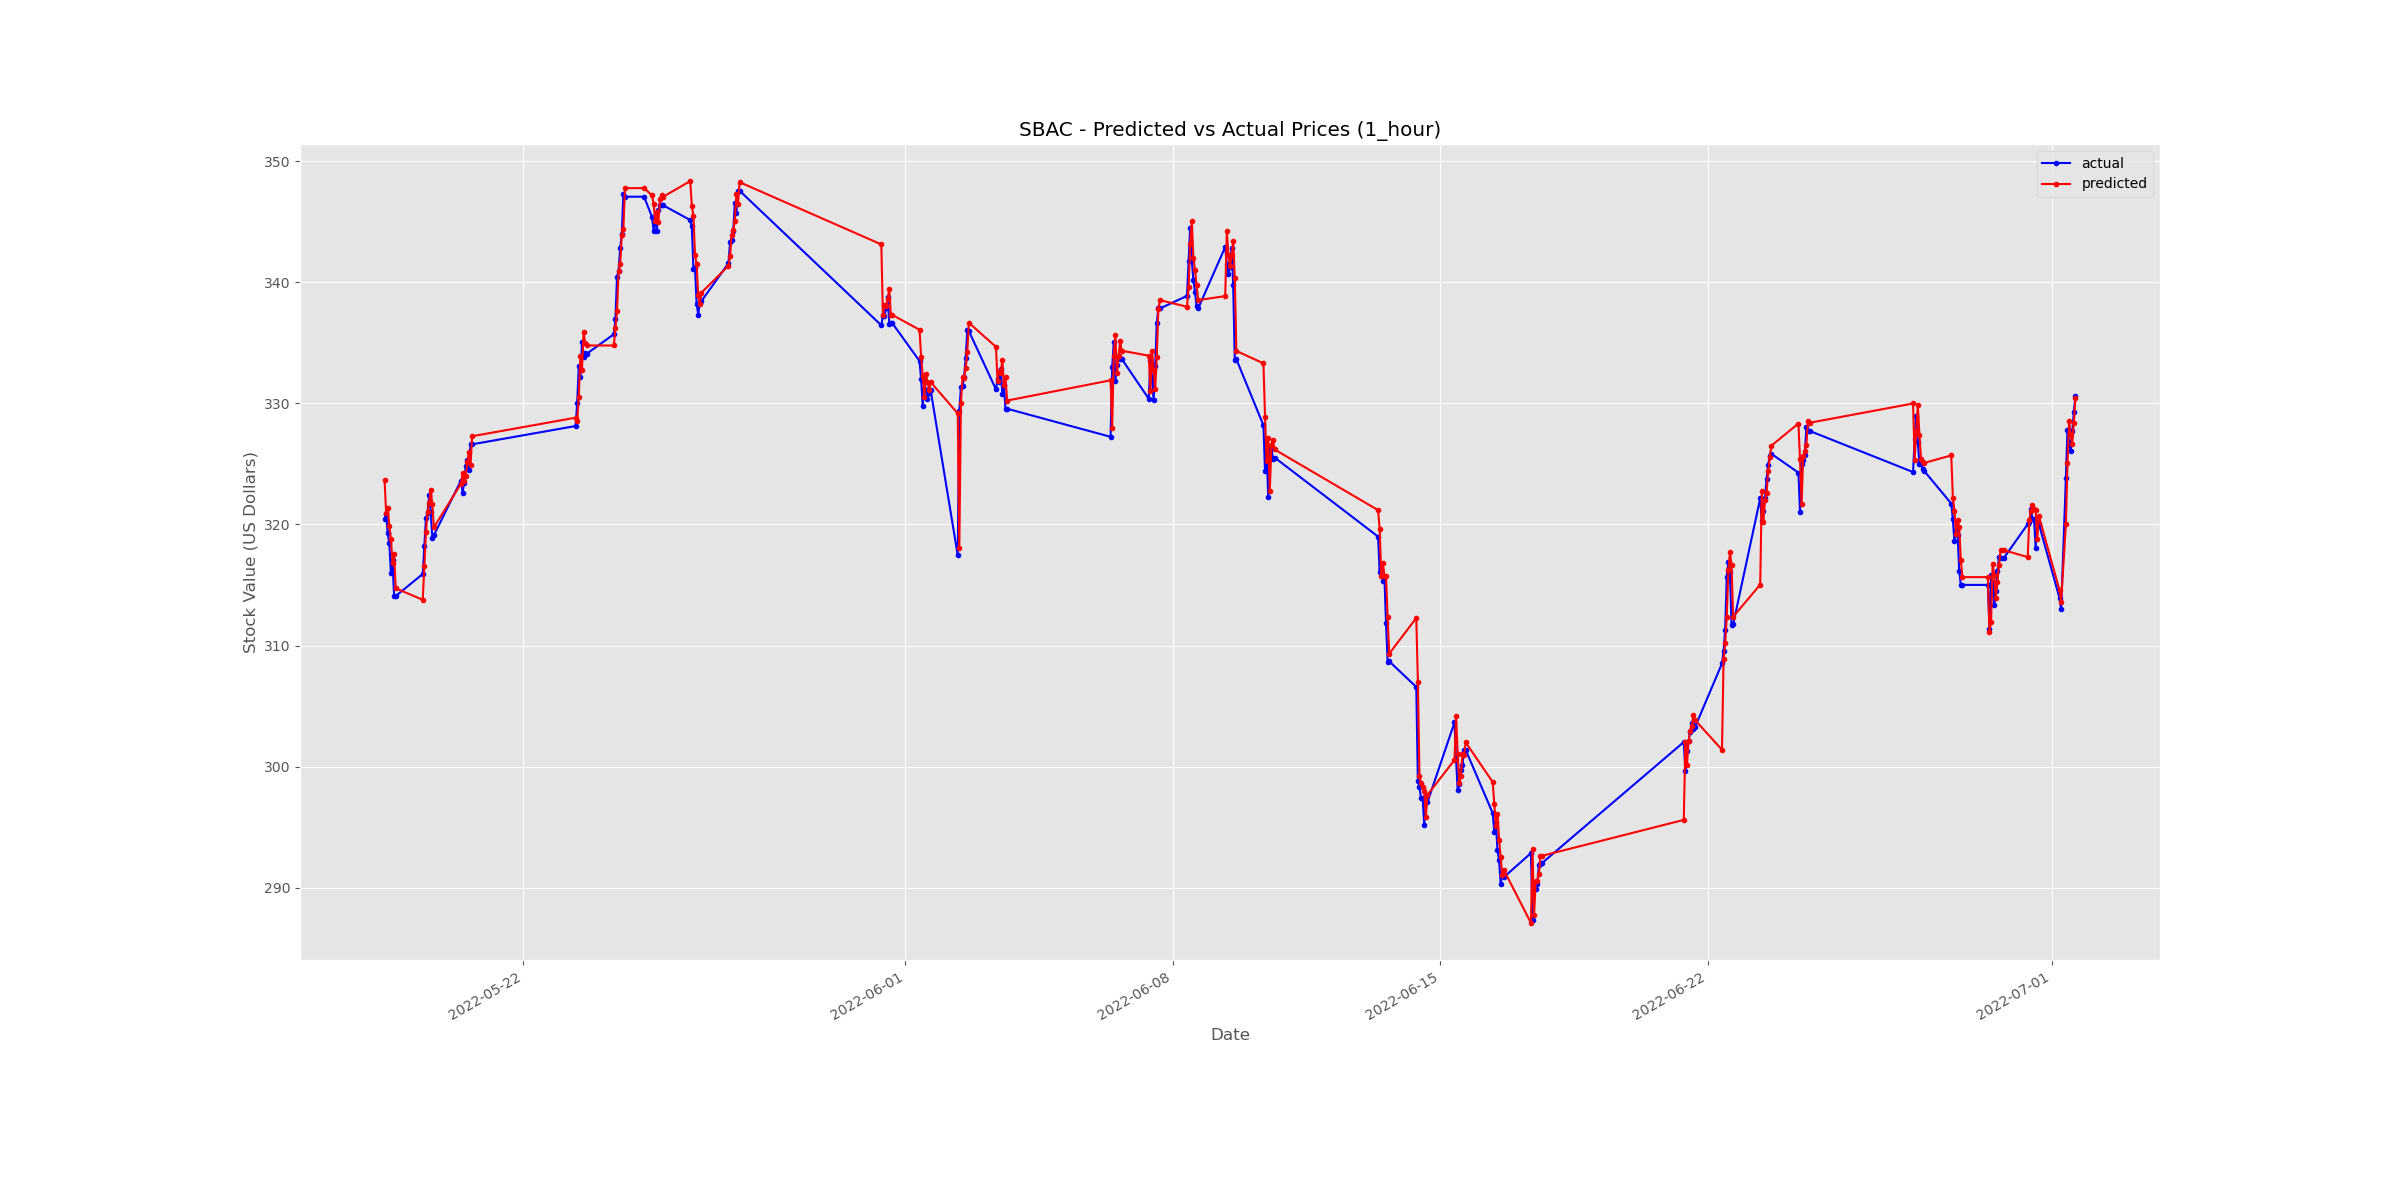 SBAC - Predicted vs Actual Prices (1_hour)
actual
predicted
350
340
330
320
310
300
290
Stock Value (US Dollars)
2022-05-22
2022-06-01
2022-06-08
2022-06-15
2022-06-22
2022-07-01
Date